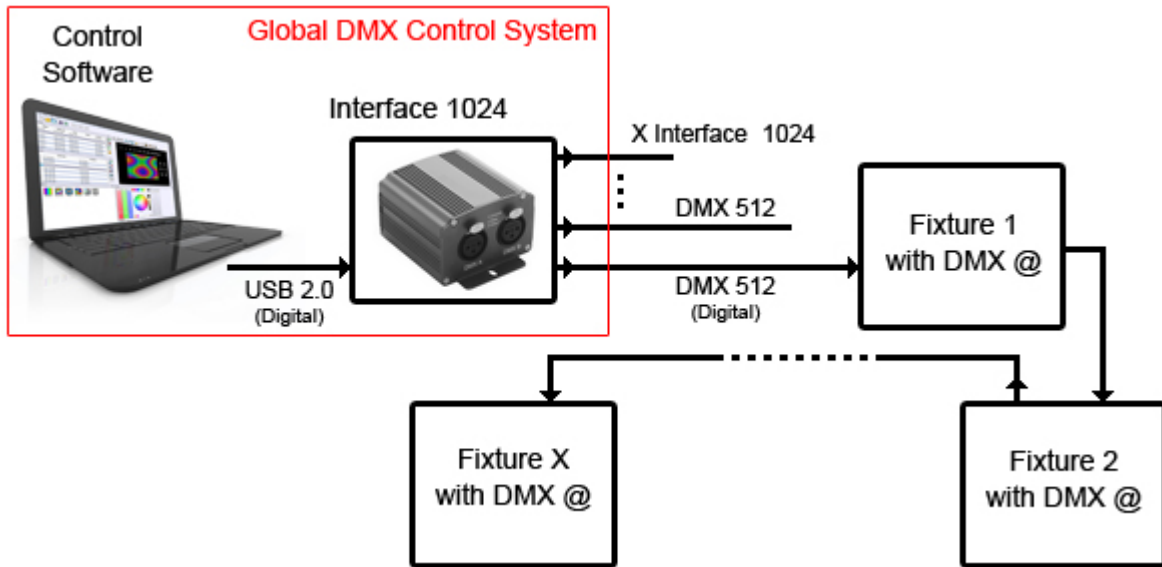 Global DMX Control System
Control
Software
Interface 1024
X Interface 1024
DMX 512
Fixture 1
with DMX @
USB 2.0
(Digital)
DMX 512
(Digital)
Fixture X
with DMX @
Fixture 2
with DMX @